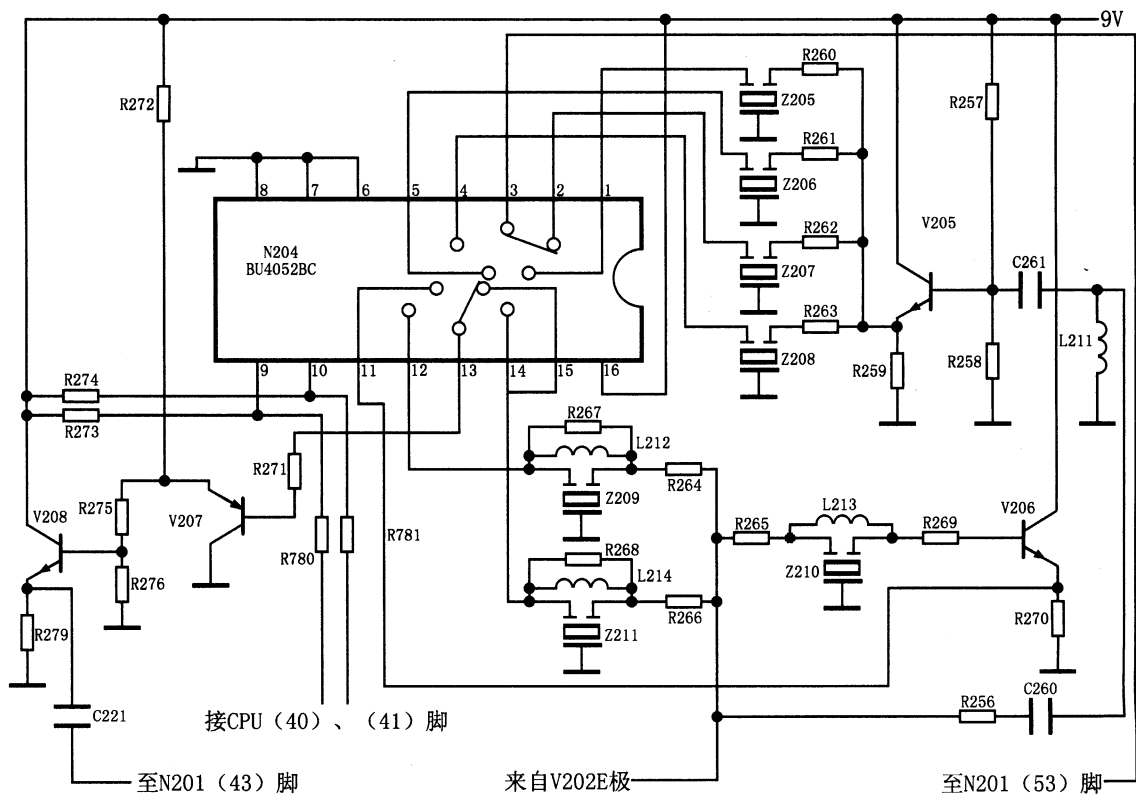 9V
R260
R272
Z205
R257
R261
8 7 6 5 4 3 2 1
Z206
V205
R262
N204
BU4052BC
C261
Z207
R263
L211
Z208
R259
R258
9 10 11 12 13 14 15 16
R274
R273
R267
L212
R271
R264
Z209
L213
V206
R275
V208
V207
R265
R269
R780
R781
R268
Z210
R276
L214
R279
R266
R270
Z211
C260
C221
接CPU（40）、（41）脚
R256
至N201（43）脚
来自V202E极
至N201（53）脚